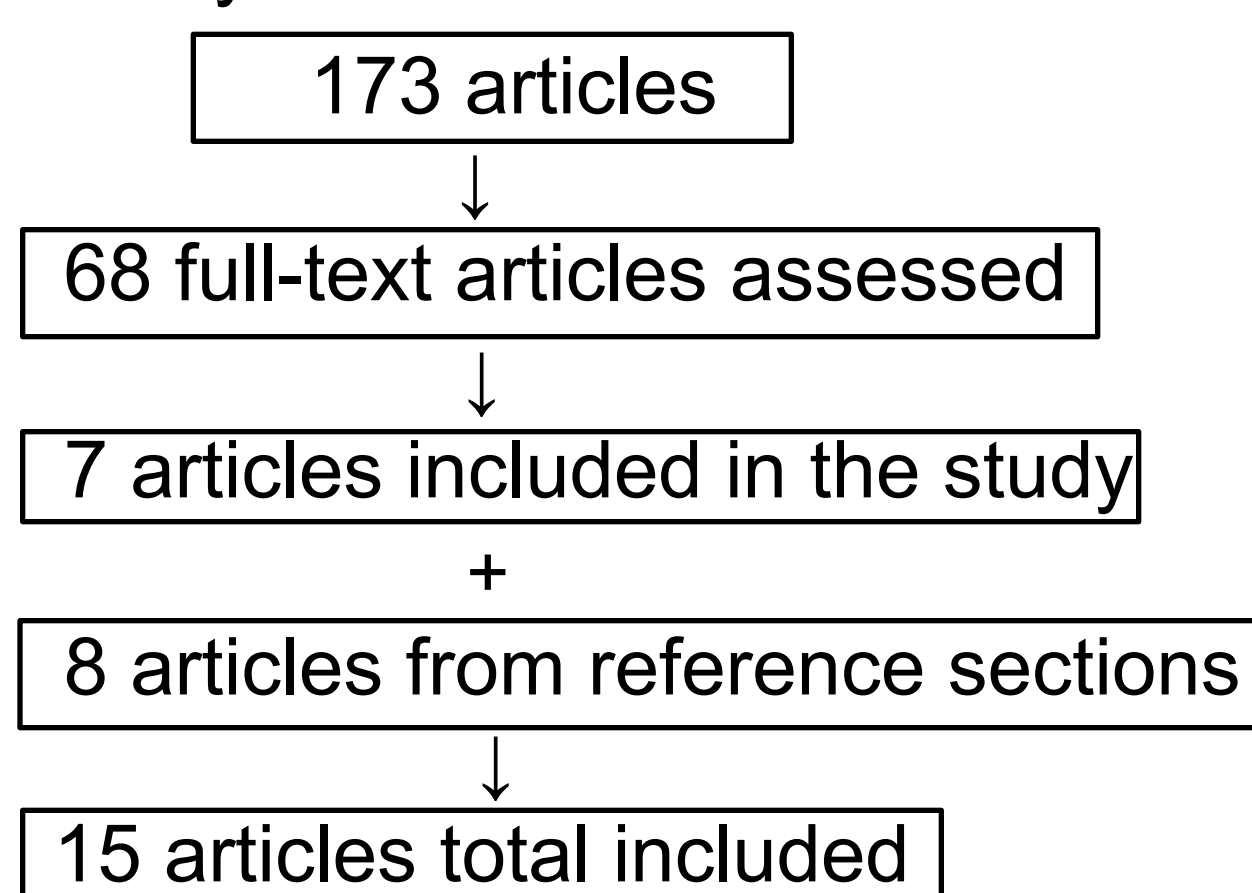 173 articles
↓
68 full-text articles assessed
↓
7 articles included in the study
+
8 articles from reference sections
↓
15 articles total included